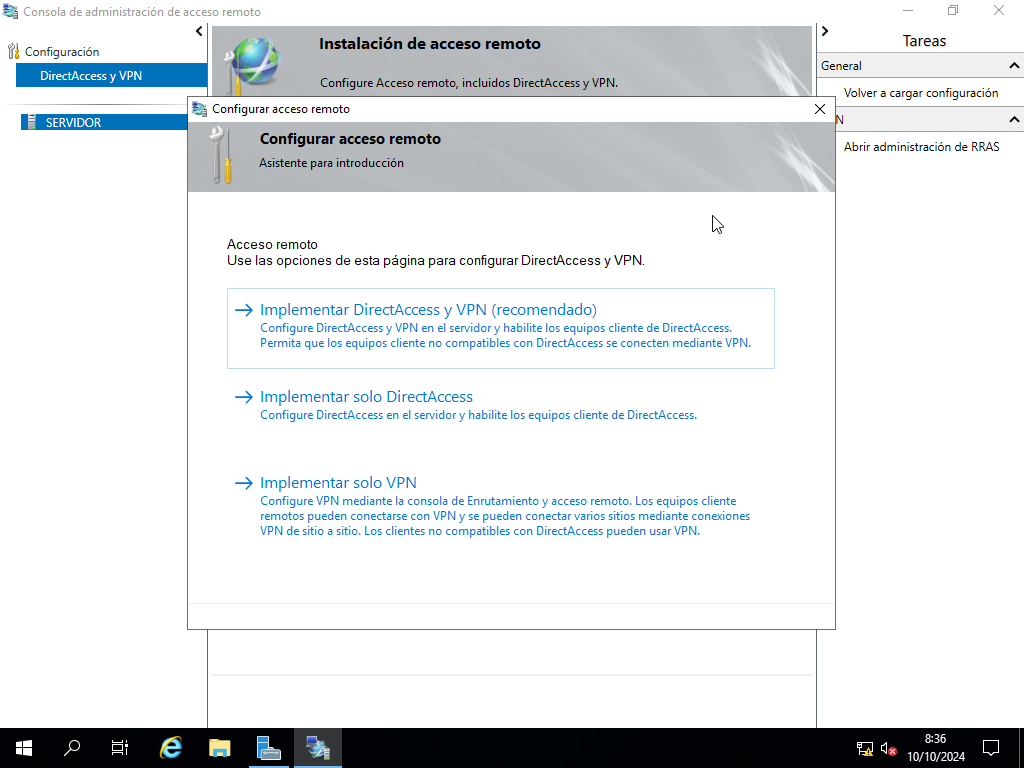 Consola de administración de acceso remoto
Configuración
DirectAccess y VPN
SERVIDOR
Instalación de acceso remoto
Configure Acceso remoto, incluidos DirectAccess y VPN.
Tareas
General
Volver a cargar configuración
N
Abrir administración de RRAS
Configurar acceso remoto
Configurar acceso remoto
Asistente para introducción
Acceso remoto
Use las opciones de esta página para configurar DirectAccess y VPN.
Implementar DirectAccess y VPN (recomendado)
Configure DirectAccess y VPN en el servidor y habilite los equipos cliente de DirectAccess.
Permita que los equipos cliente no compatibles con DirectAccess se conecten mediante VPN.
Implementar solo DirectAccess
Configure DirectAccess en el servidor y habilite los equipos cliente de DirectAccess.
Implementar solo VPN
Configure VPN mediante la consola de Enrutamiento y acceso remoto. Los equipos cliente
remotos pueden conectarse con VPN y se pueden conectar varios sitios mediante conexiones
VPN de sitio a sitio. Los clientes no compatibles con DirectAccess pueden usar VPN.
8:36
10/10/2024